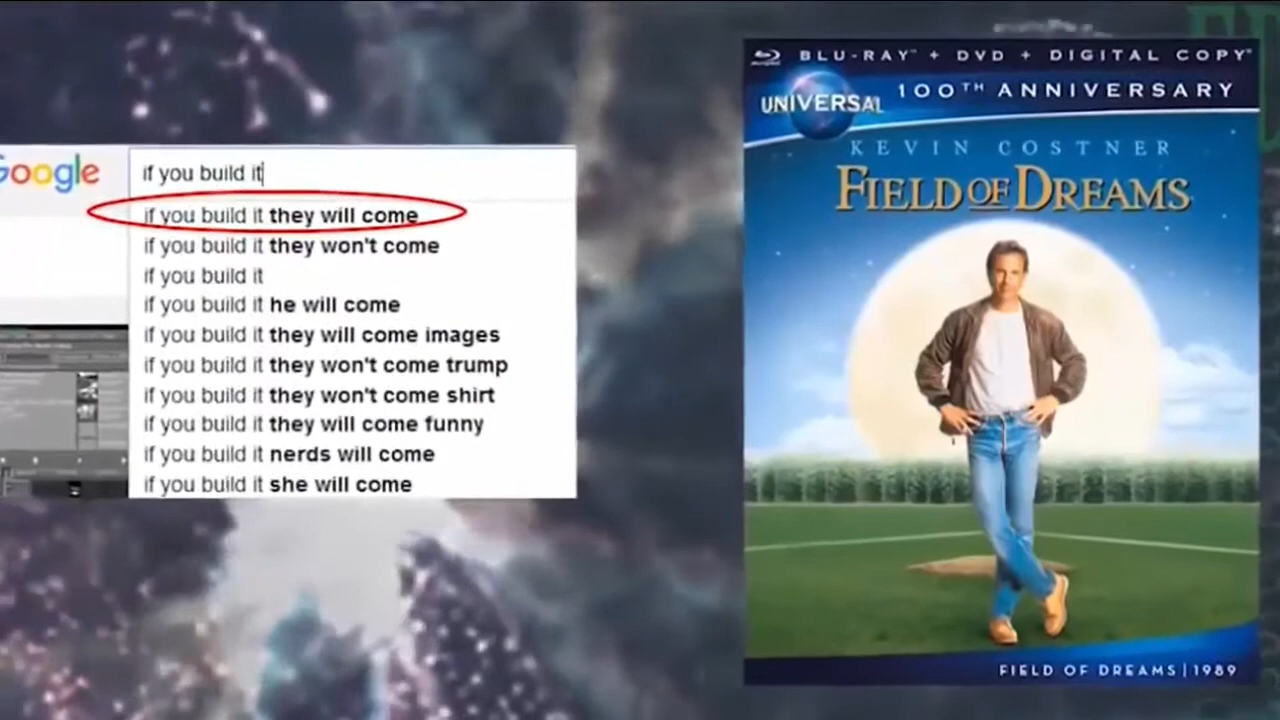 Google
if you build it
if you build it they will come
if you build it they won't come
if you build it
if you build it he will come
if you build it they will come images
if you build it they won't come trump
if you build it they won't come shirt
if you build it they will come funny
if you build it nerds will come
if you build it she will come
BLU-RAY™ + DVD + DIGITAL COPY
UNIVERSAL 100TH ANNIVERSARY
KEVIN COSTNER
FIELD OF DREAMS
FIELD OF DREAMS | 1989